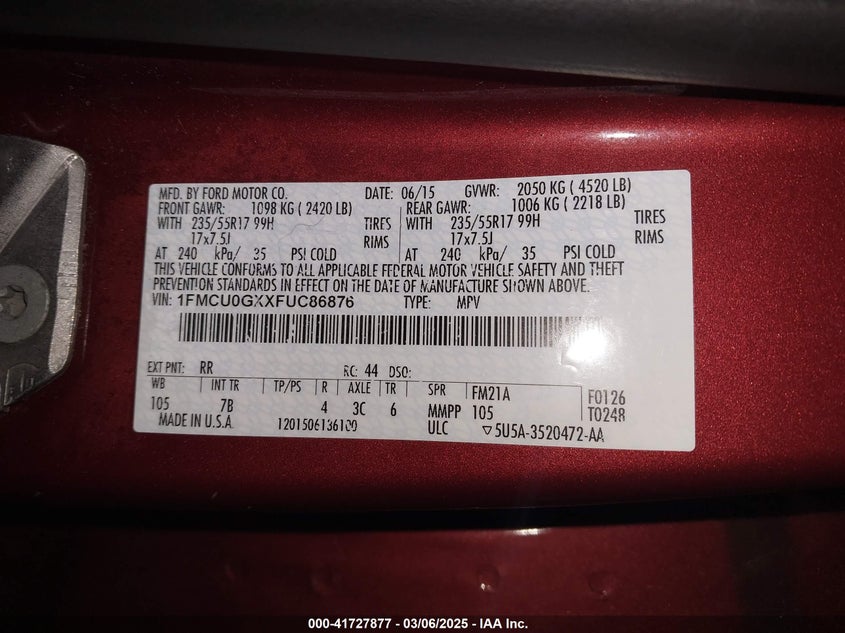 MFD. BY FORD MOTOR CO. DATE: 06/15 GVWR: 2050 KG ( 4520 LB)
FRONT GAWR: 1098 KG ( 2420 LB) REAR GAWR: 1006 KG ( 2218 LB)
WITH 235/55R17 99H TIRES WITH 235/55R17 99H TIRES
17x7.5J RIMS 17x7.5J RIMS
AT 240 kPa/ 35 PSI COLD AT 240 kPa/ 35 PSI COLD
THIS VEHICLE CONFORMS TO ALL APPLICABLE FEDERAL MOTOR VEHICLE SAFETY AND THEFT
PREVENTION STANDARDS IN EFFECT ON THE DATE OF MANUFACTURE SHOWN ABOVE.
VIN: 1FMCU0GXXFUC86876 TYPE: MPV
EXT PNT: RR RC: 44 DSO:
WB INT TR TP/PS R AXLE TR SPR FM21A F0126
105 7B 4 3C 6 MMPP 105 T0248
MADE IN U.S.A. 1201506136100 ULC ▽5U5A-3520472-AA
000-41727877 - 03/06/2025 - IAA Inc.